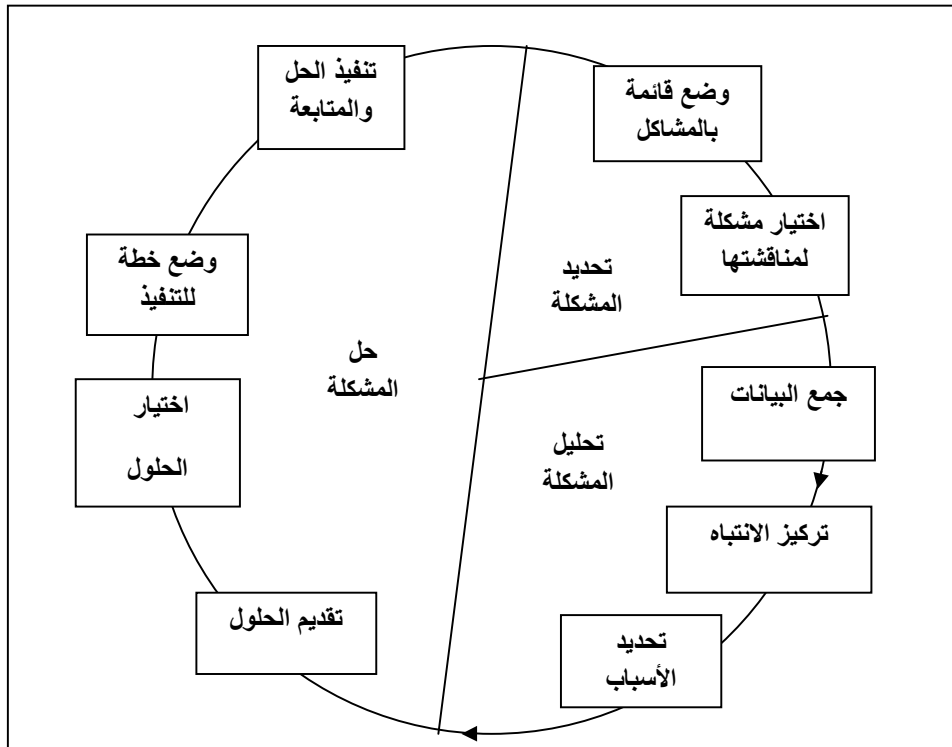 وضع قائمة
بالمشاكل
اختيار مشكلة
لمناقشتها
تحديد
المشكلة
جمع البيانات
تركيز الانتباه
تحديد
الأسباب
تحليل
المشكلة
تقديم الحلول
اختيار
الحلول
وضع خطة
للتنفيذ
تنفيذ الحل
والمتابعة
حل
المشكلة